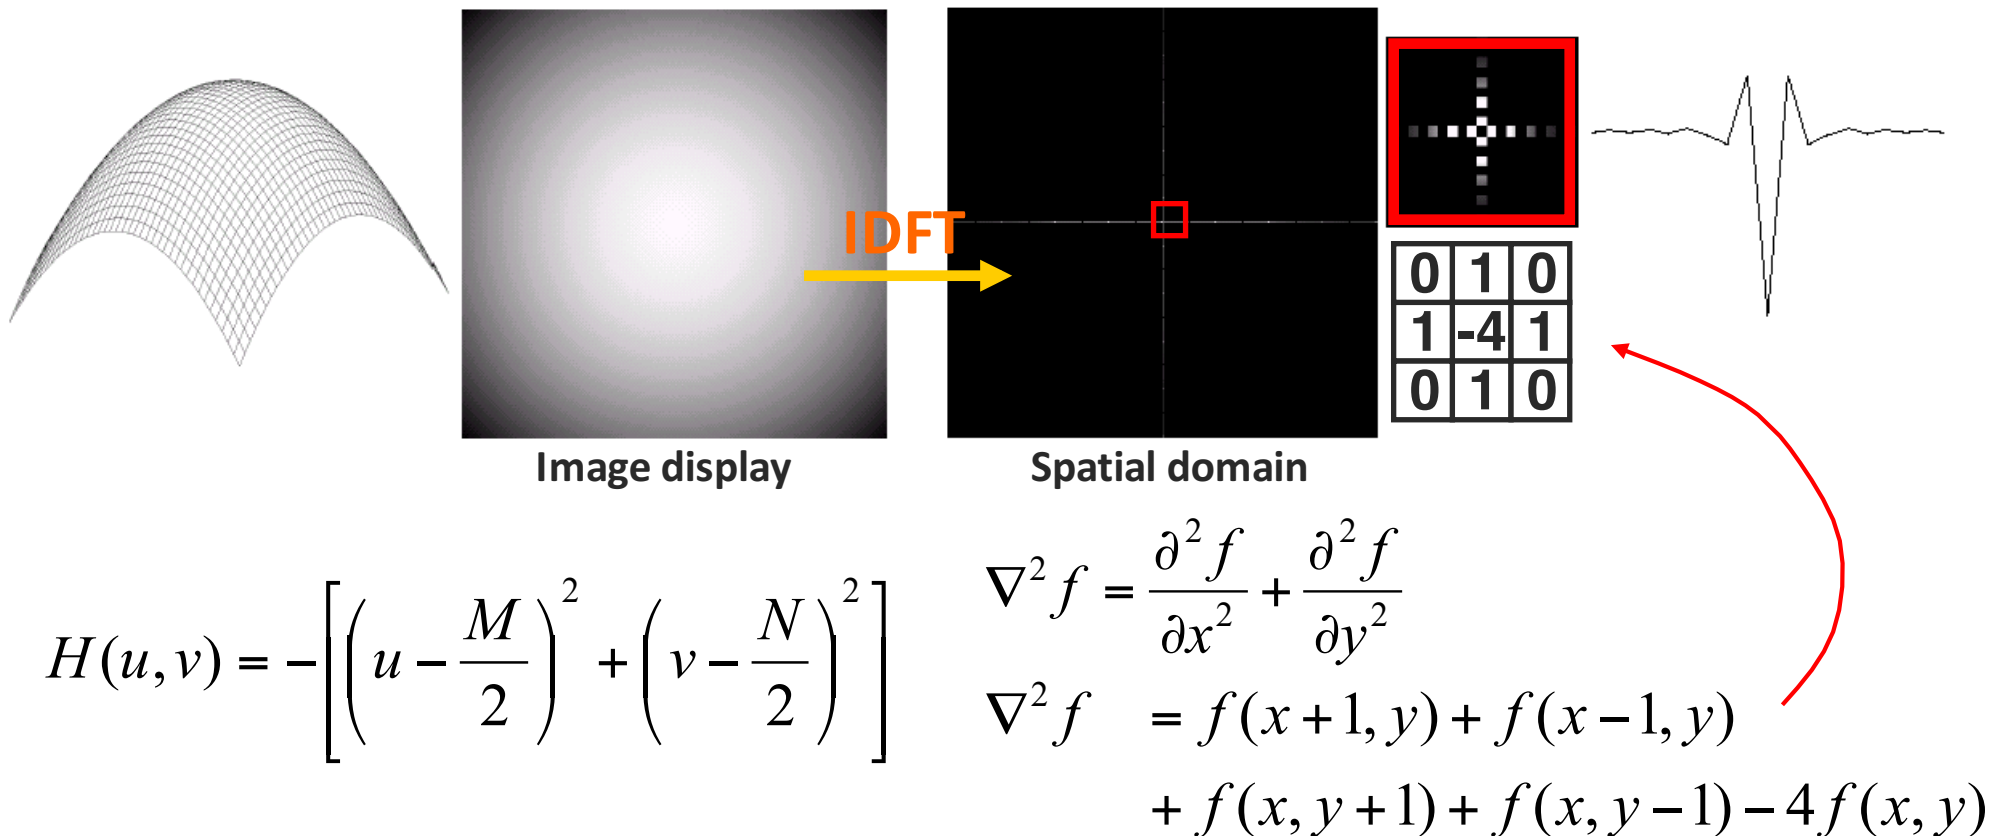 IDFT
0 1 0
1 -4 1
0 1 0
Image display
Spatial domain
H(u,v) = −[(u − M/2)² + (v − N/2)²]
∇²f = ∂²f/∂x² + ∂²f/∂y²
∇²f = f(x+1, y) + f(x−1, y)
+ f(x, y+1) + f(x, y−1) − 4f(x, y)